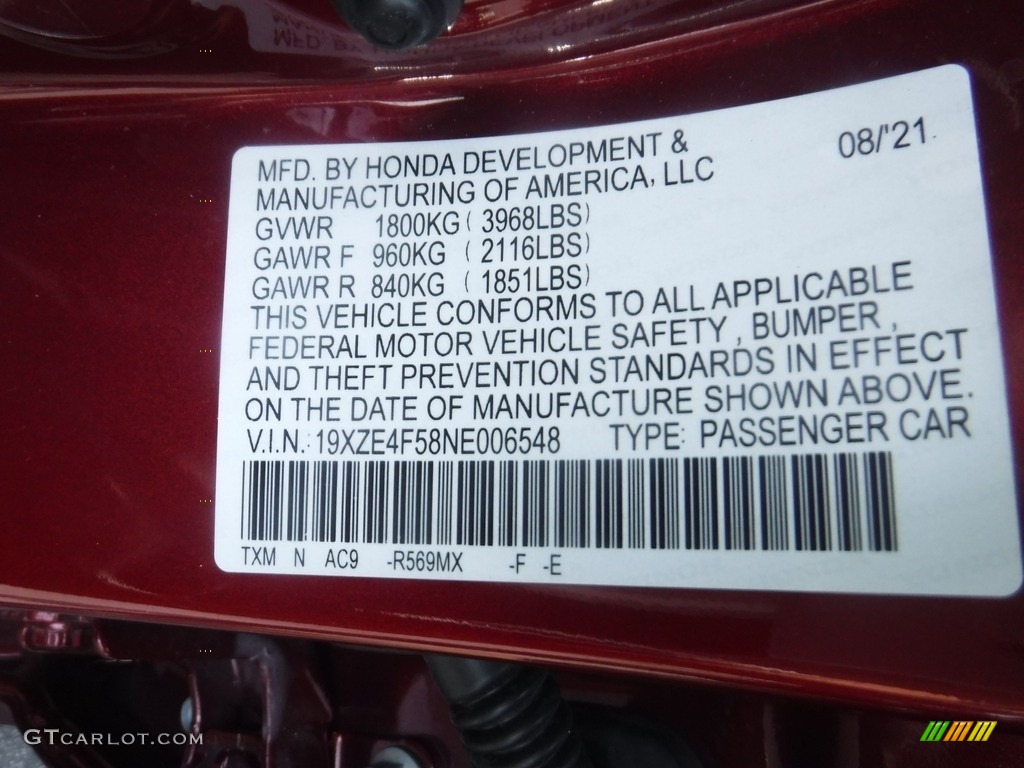 08/'21
MFD. BY HONDA DEVELOPMENT &
MANUFACTURING OF AMERICA, LLC
GVWR 1800KG ( 3968LBS)
GAWR F 960KG ( 2116LBS)
GAWR R 840KG ( 1851LBS)
THIS VEHICLE CONFORMS TO ALL APPLICABLE
FEDERAL MOTOR VEHICLE SAFETY , BUMPER ,
AND THEFT PREVENTION STANDARDS IN EFFECT
ON THE DATE OF MANUFACTURE SHOWN ABOVE.
V.I.N.: 19XZE4F58NE006548 TYPE: PASSENGER CAR
TXM N AC9 -R569MX -F -E
GTCARLOT.COM